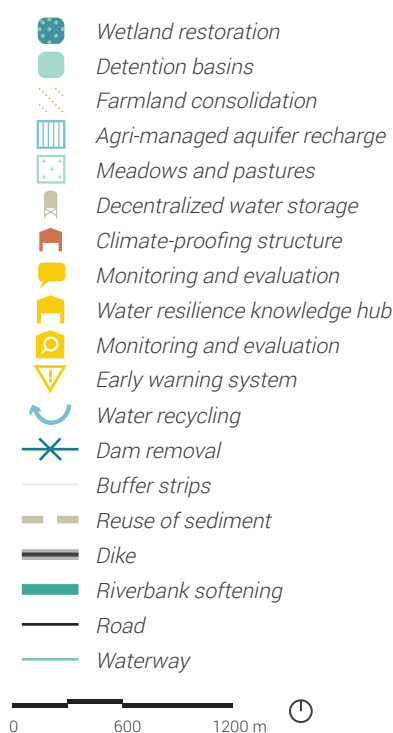 Wetland restoration
Detention basins
Farmland consolidation
Agri-managed aquifer recharge
Meadows and pastures
Decentralized water storage
Climate-proofing structure
Monitoring and evaluation
Water resilience knowledge hub
Monitoring and evaluation
Early warning system
Water recycling
Dam removal
Buffer strips
Reuse of sediment
Dike
Riverbank softening
Road
Waterway
0 600 1200 m